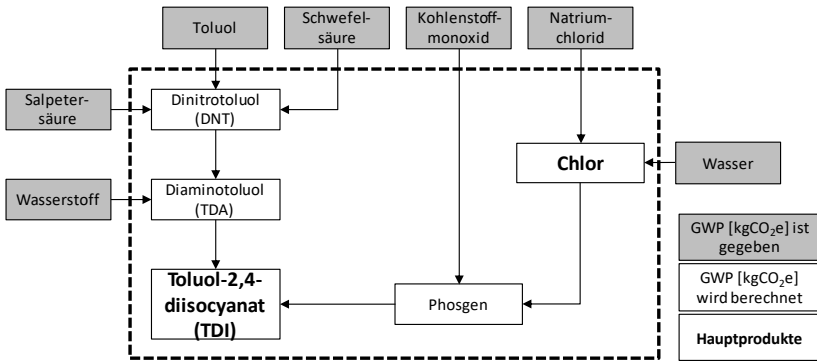 Toluol
Schwefel-
säure
Kohlenstoff-
monoxid
Natrium-
chlorid
Salpeter-
säure
Dinitrotoluol
(DNT)
Chlor
Wasser
Wasserstoff
Diaminotoluol
(TDA)
Toluol-2,4-
diisocyanat
(TDI)
Phosgen
GWP [kgCO₂e] ist
gegeben
GWP [kgCO₂e]
wird berechnet
Hauptprodukte